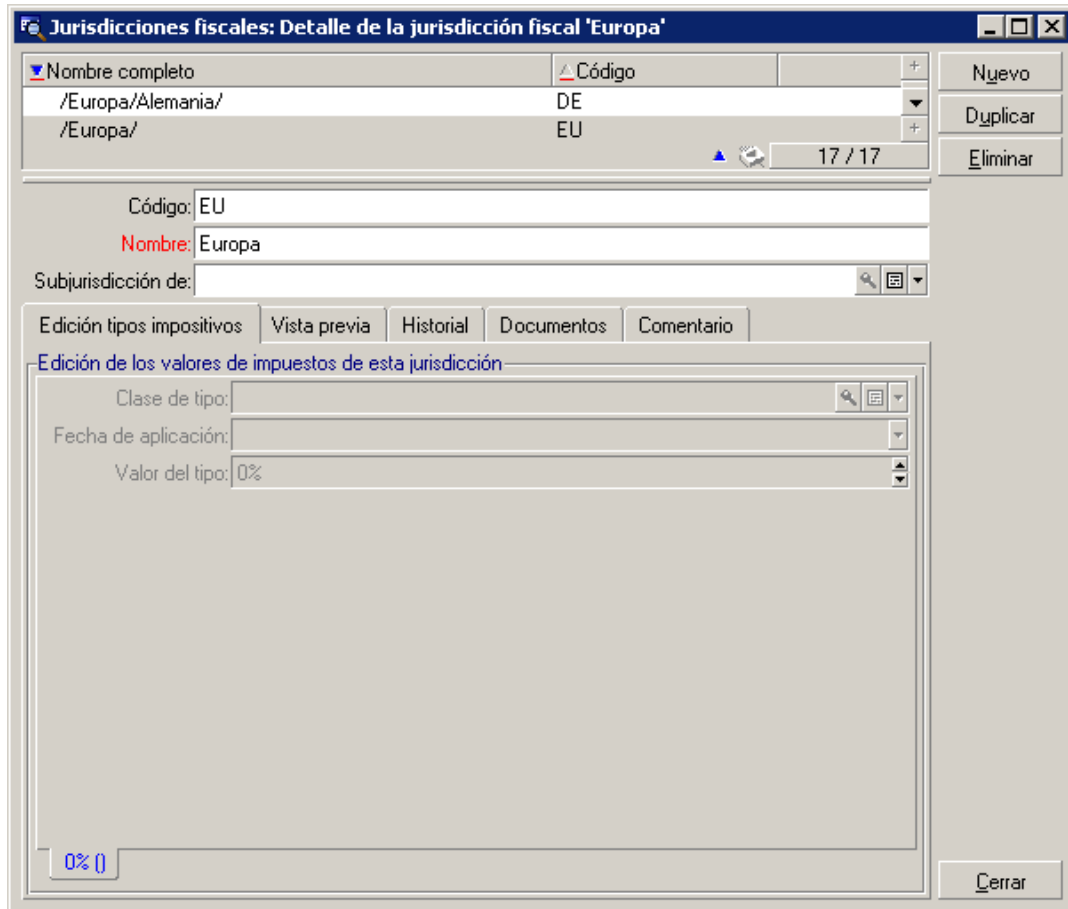 Jurisdicciones fiscales: Detalle de la jurisdicción fiscal 'Europa'
Nombre completo Código
/Europa/Alemania/ DE
/Europa/ EU
17 / 17
Nuevo
Duplicar
Eliminar
Código: EU
Nombre: Europa
Subjurisdicción de:
Edición tipos impositivos Vista previa Historial Documentos Comentario
Edición de los valores de impuestos de esta jurisdicción
Clase de tipo:
Fecha de aplicación:
Valor del tipo: 0%
0% ()
Cerrar